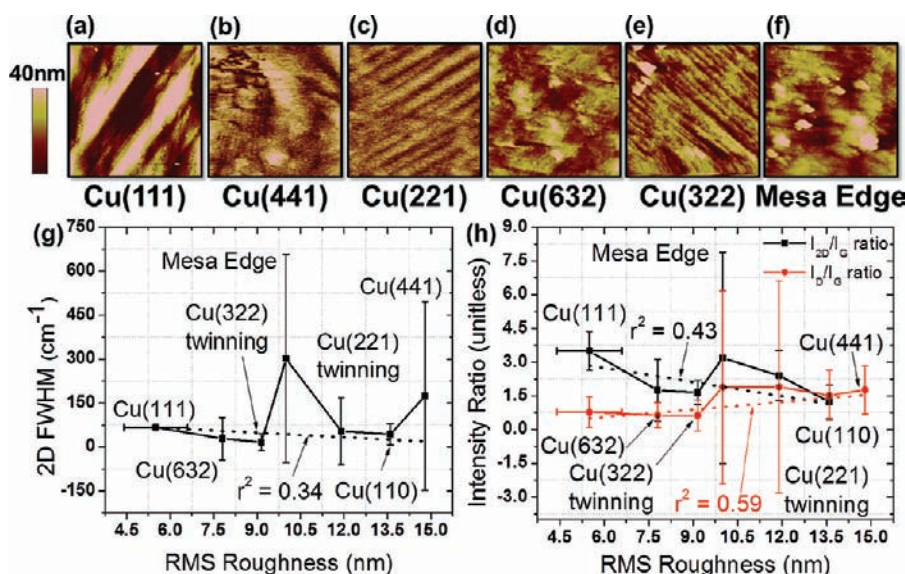 (a) (b) (c) (d) (e) (f)
40nm
Cu(111) Cu(441) Cu(221) Cu(632) Cu(322) Mesa Edge
(g)
750
600
450
300
150
0
-150
2D FWHM (cm⁻¹)
Mesa Edge
Cu(441)
Cu(322)
twinning
Cu(221)
twinning
Cu(111)
Cu(632)
r² = 0.34
Cu(110)
4.5 6.0 7.5 9.0 10.5 12.0 13.5 15.0
RMS Roughness (nm)
(h)
9.0
7.5
6.0
4.5
3.0
1.5
0.0
-1.5
-3.0
Intensity Ratio (unitless)
I2D/IG ratio
ID/IG ratio
Mesa Edge
Cu(111)
r² = 0.43
Cu(441)
Cu(632)
Cu(110)
Cu(322)
twinning
Cu(221)
twinning
r² = 0.59
4.5 6.0 7.5 9.0 10.5 12.0 13.5 15.0
RMS Roughness (nm)